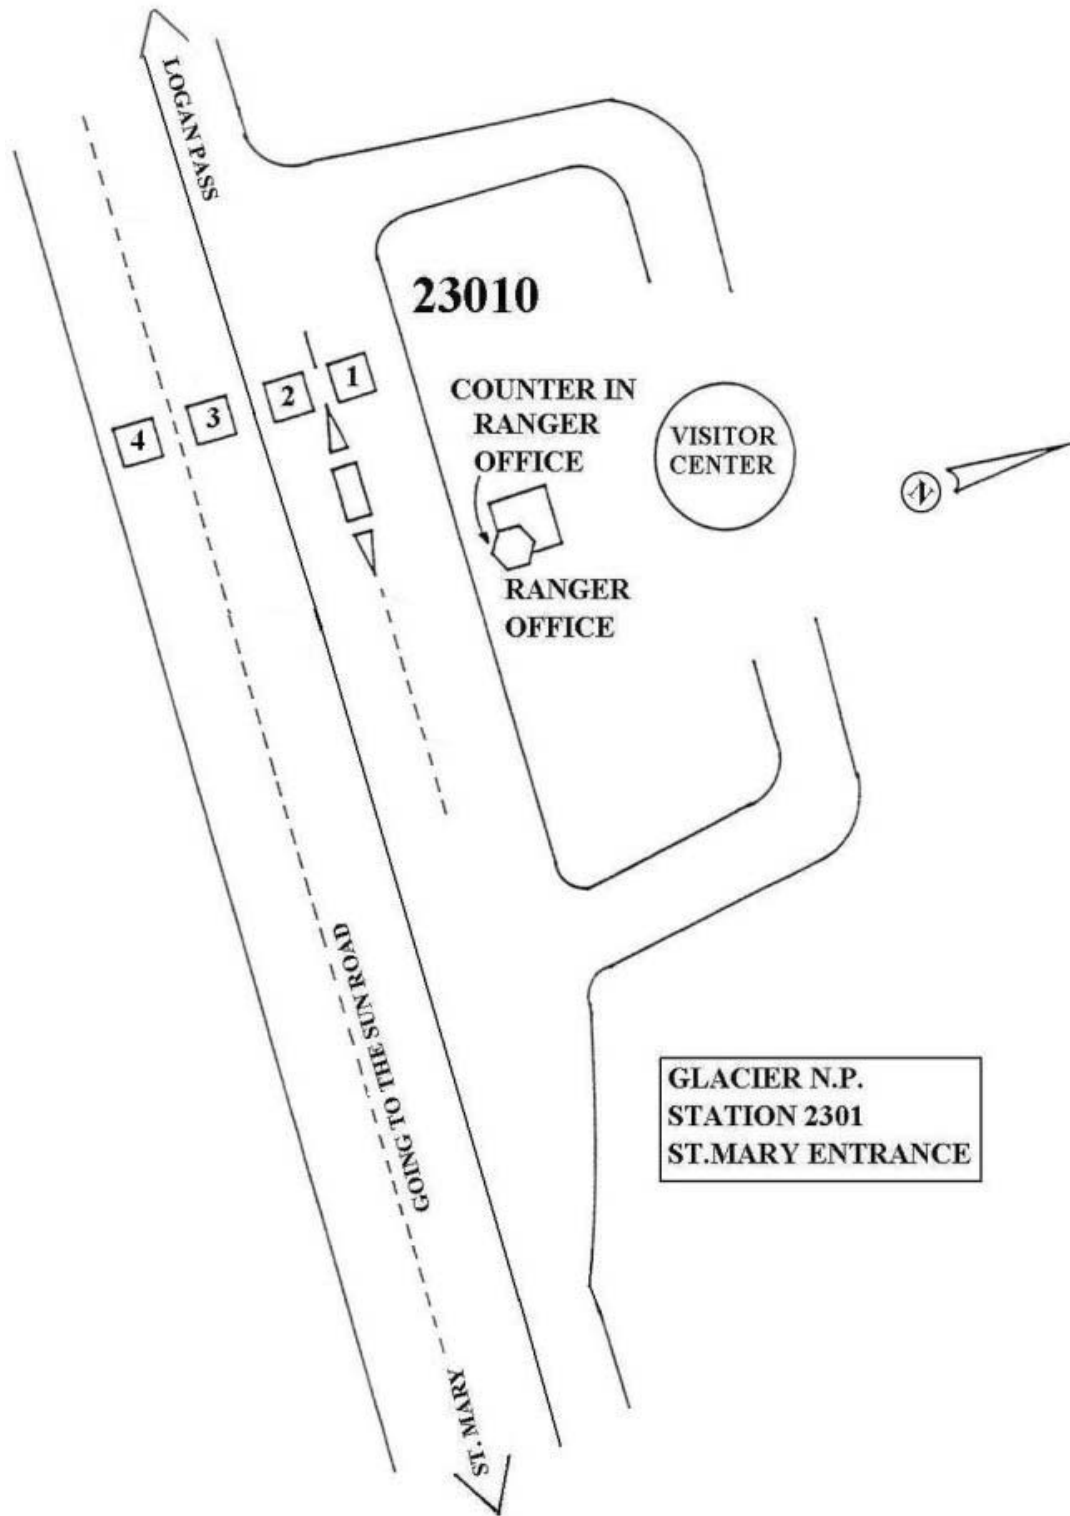 LOGAN PASS
23010
1
2
3
4
COUNTER IN
RANGER
OFFICE
VISITOR
CENTER
N
RANGER
OFFICE
GOING TO THE SUN ROAD
GLACIER N.P.
STATION 2301
ST.MARY ENTRANCE
ST. MARY